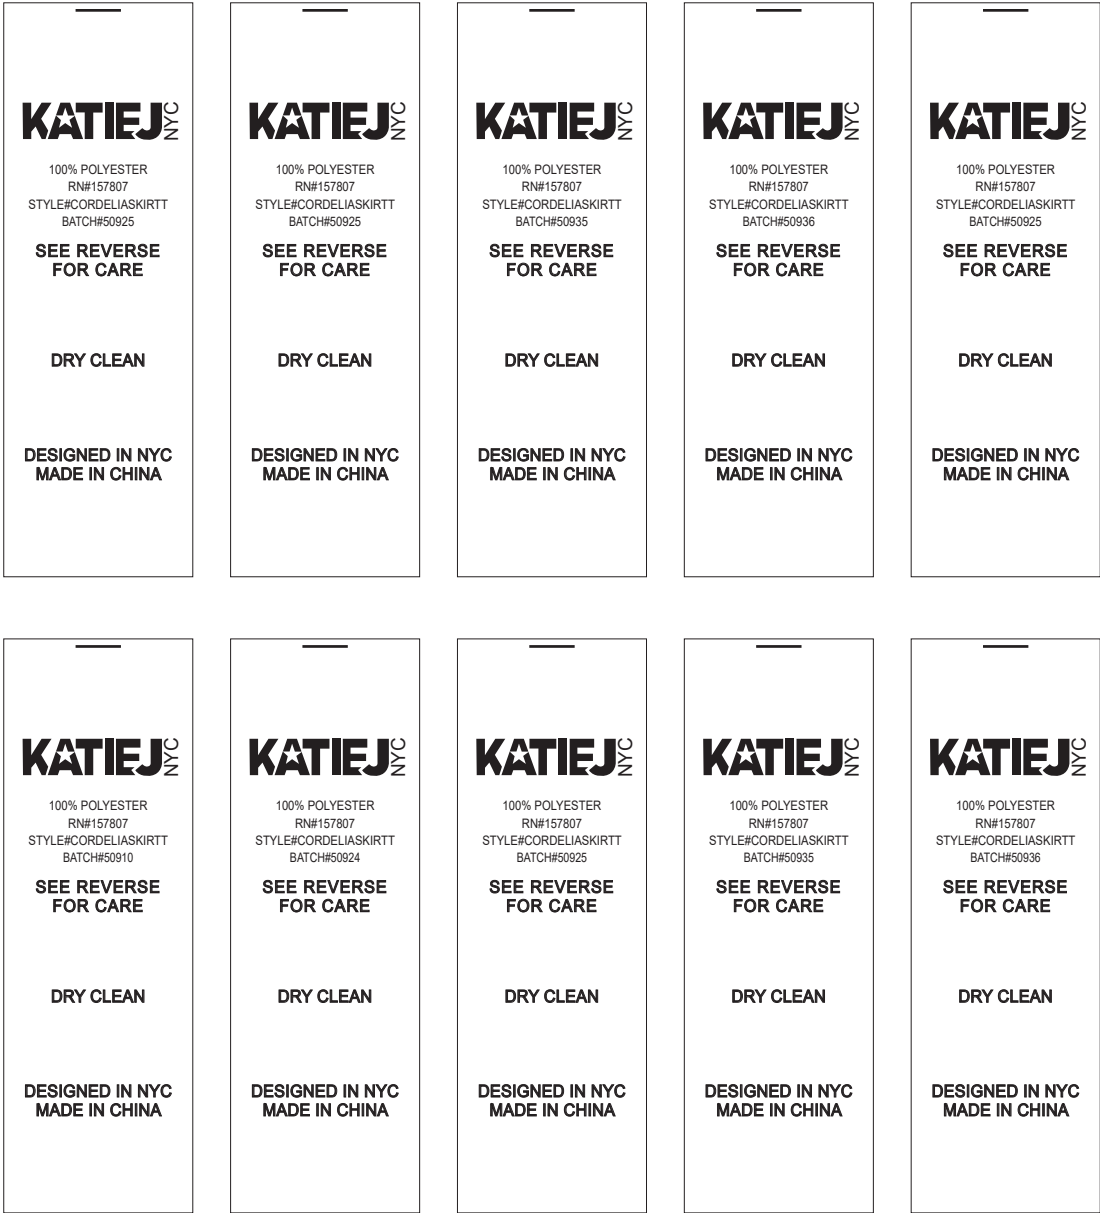 KATIEJ NYC
100% POLYESTER
RN#157807
STYLE#CORDELIASKIRTT
BATCH#50925
SEE REVERSE
FOR CARE
DRY CLEAN
DESIGNED IN NYC
MADE IN CHINA
KATIEJ NYC
100% POLYESTER
RN#157807
STYLE#CORDELIASKIRTT
BATCH#50925
SEE REVERSE
FOR CARE
DRY CLEAN
DESIGNED IN NYC
MADE IN CHINA
KATIEJ NYC
100% POLYESTER
RN#157807
STYLE#CORDELIASKIRTT
BATCH#50935
SEE REVERSE
FOR CARE
DRY CLEAN
DESIGNED IN NYC
MADE IN CHINA
KATIEJ NYC
100% POLYESTER
RN#157807
STYLE#CORDELIASKIRTT
BATCH#50936
SEE REVERSE
FOR CARE
DRY CLEAN
DESIGNED IN NYC
MADE IN CHINA
KATIEJ NYC
100% POLYESTER
RN#157807
STYLE#CORDELIASKIRTT
BATCH#50925
SEE REVERSE
FOR CARE
DRY CLEAN
DESIGNED IN NYC
MADE IN CHINA
KATIEJ NYC
100% POLYESTER
RN#157807
STYLE#CORDELIASKIRTT
BATCH#50910
SEE REVERSE
FOR CARE
DRY CLEAN
DESIGNED IN NYC
MADE IN CHINA
KATIEJ NYC
100% POLYESTER
RN#157807
STYLE#CORDELIASKIRTT
BATCH#50924
SEE REVERSE
FOR CARE
DRY CLEAN
DESIGNED IN NYC
MADE IN CHINA
KATIEJ NYC
100% POLYESTER
RN#157807
STYLE#CORDELIASKIRTT
BATCH#50925
SEE REVERSE
FOR CARE
DRY CLEAN
DESIGNED IN NYC
MADE IN CHINA
KATIEJ NYC
100% POLYESTER
RN#157807
STYLE#CORDELIASKIRTT
BATCH#50935
SEE REVERSE
FOR CARE
DRY CLEAN
DESIGNED IN NYC
MADE IN CHINA
KATIEJ NYC
100% POLYESTER
RN#157807
STYLE#CORDELIASKIRTT
BATCH#50936
SEE REVERSE
FOR CARE
DRY CLEAN
DESIGNED IN NYC
MADE IN CHINA